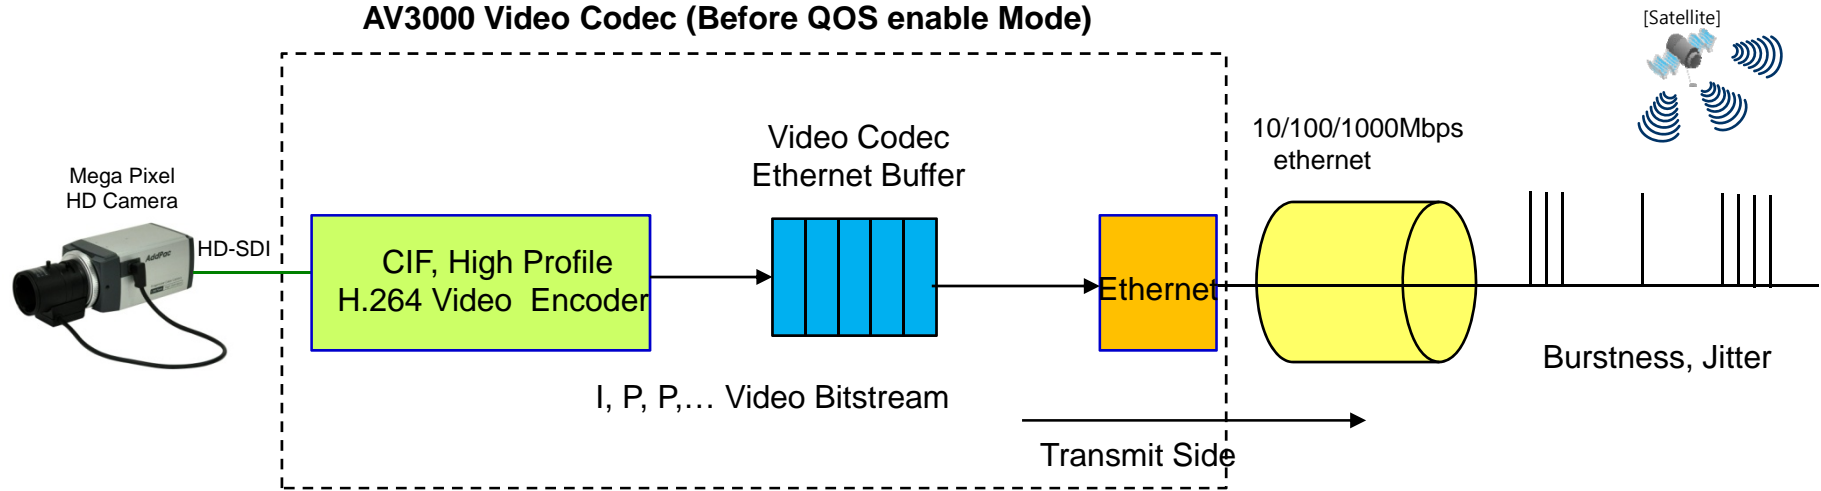 AV3000 Video Codec (Before QOS enable Mode)
[Satellite]
10/100/1000Mbps
ethernet
Video Codec
Ethernet Buffer
Mega Pixel
HD Camera
HD-SDI
AddPac
CIF, High Profile
H.264 Video Encoder
Ethernet
Burstness, Jitter
I, P, P,… Video Bitstream
Transmit Side